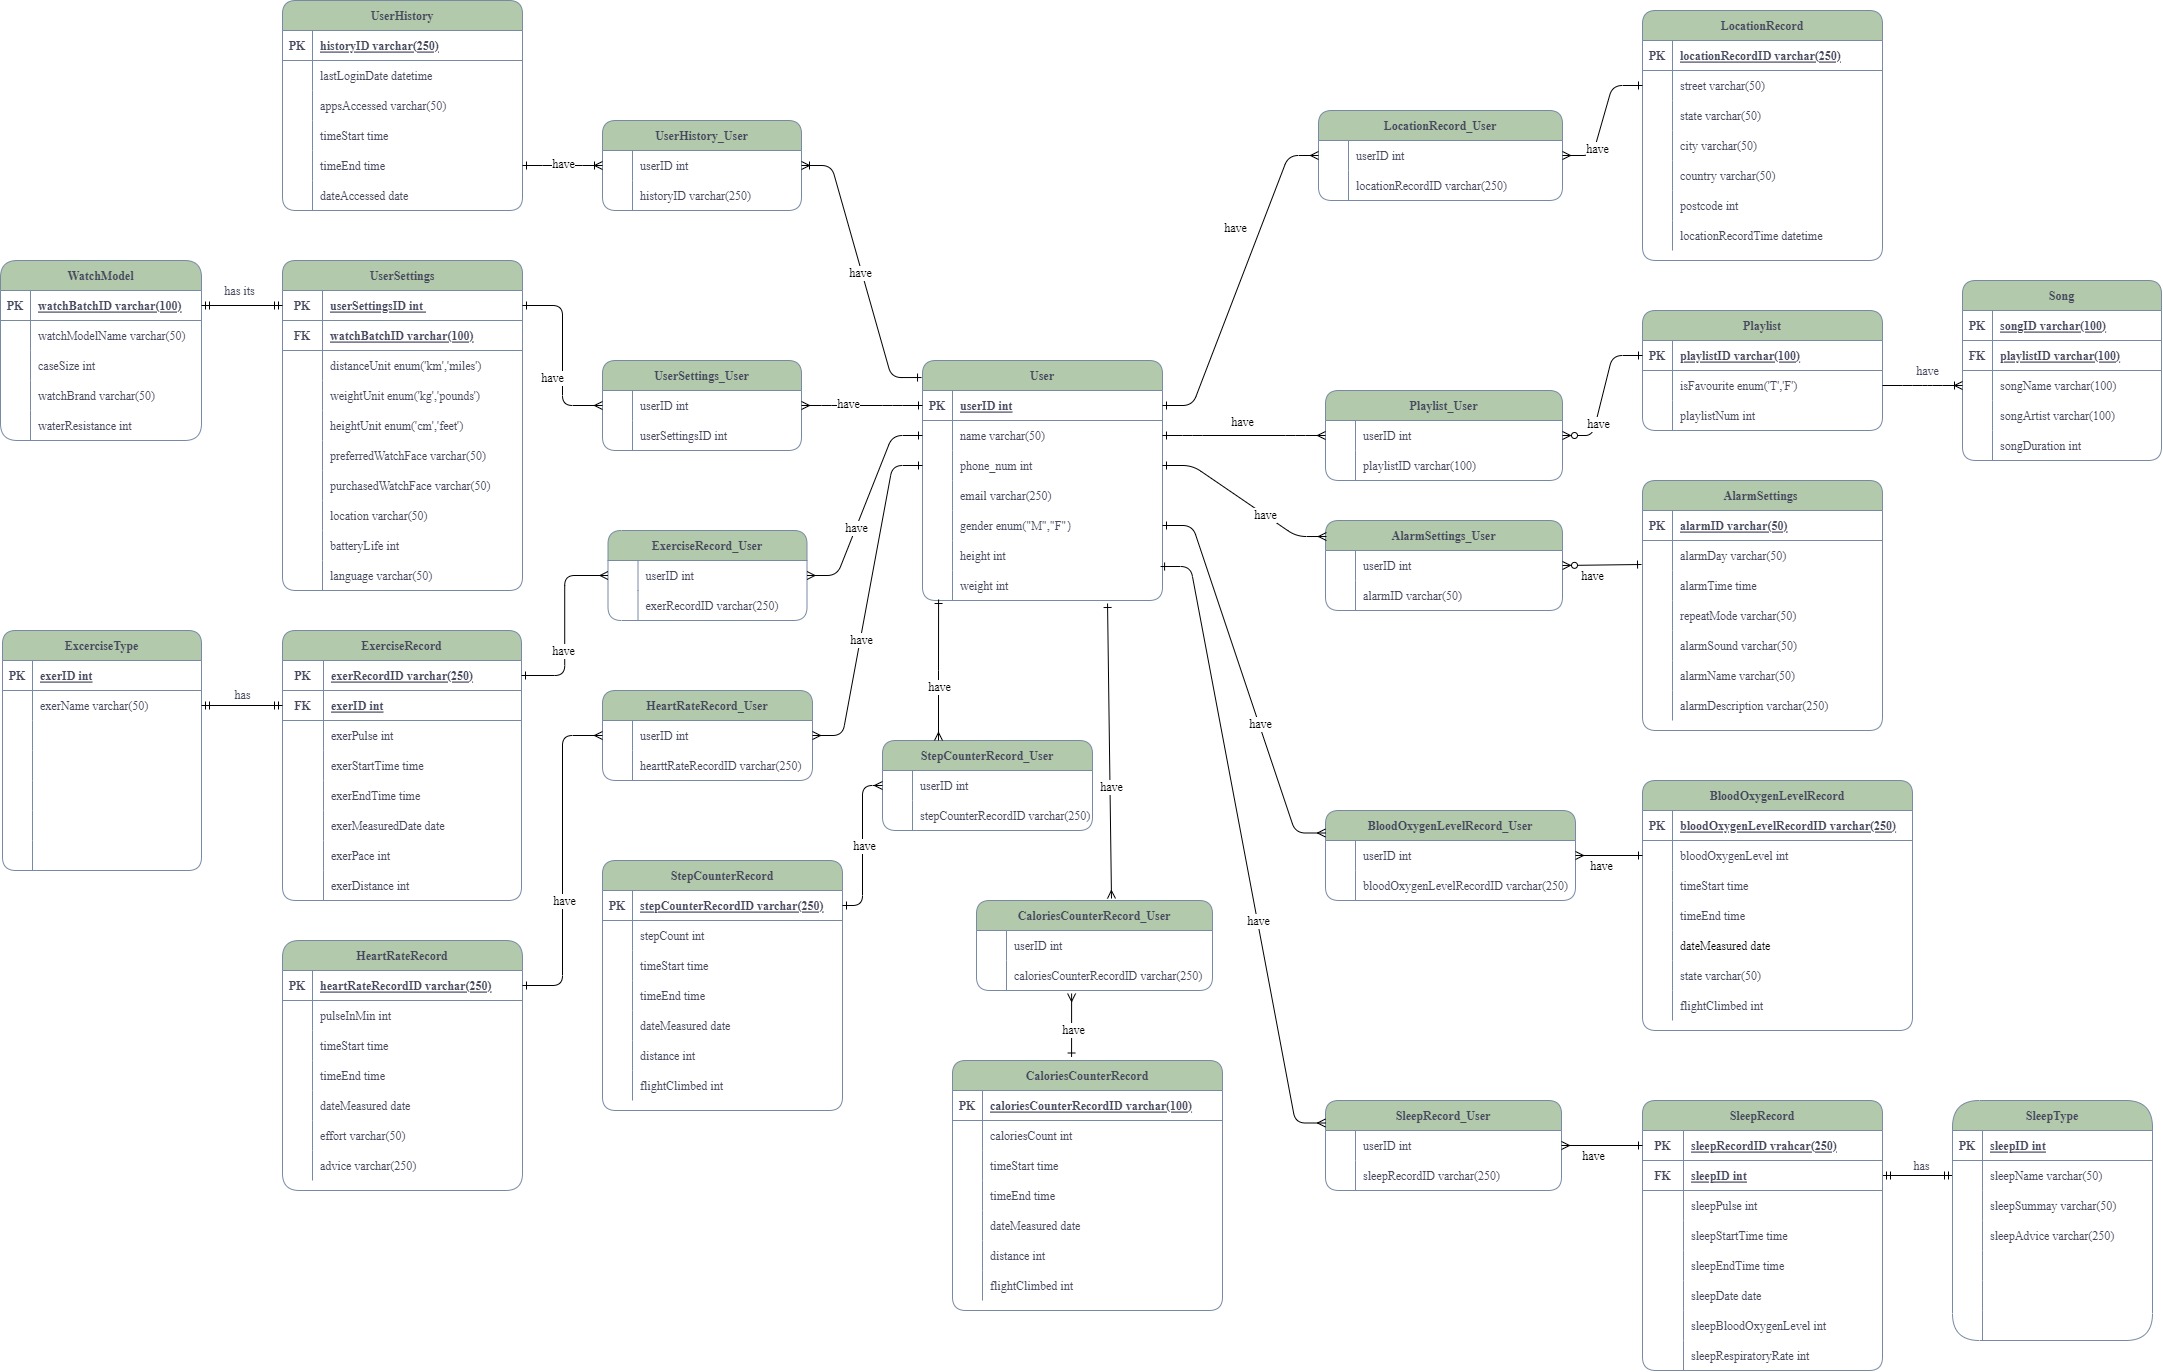 UserHistory
PK historyID varchar(250)
lastLoginDate datetime
appsAccessed varchar(50)
timeStart time
timeEnd time
dateAccessed date
have
UserHistory_User
userID int
historyID varchar(250)
have
WatchModel
PK watchBatchID varchar(100)
watchModelName varchar(50)
caseSize int
watchBrand varchar(50)
waterResistance int
has its
UserSettings
PK userSettingsID int
FK watchBatchID varchar(100)
distanceUnit enum('km','miles')
weightUnit enum('kg','pounds')
heightUnit enum('cm','feet')
preferredWatchFace varchar(50)
purchasedWatchFace varchar(50)
location varchar(50)
batteryLife int
language varchar(50)
have
UserSettings_User
userID int
userSettingsID int
have
User
PK userID int
name varchar(50)
phone_num int
email varchar(250)
gender enum("M","F")
height int
weight int
have
ExerciseRecord_User
userID int
exerRecordID varchar(250)
have
ExcerciseType
PK exerID int
exerName varchar(50)
has
ExerciseRecord
PK exerRecordID varchar(250)
FK exerID int
exerPulse int
exerStartTime time
exerEndTime time
exerMeasuredDate date
exerPace int
exerDistance int
have
HeartRateRecord_User
userID int
hearttRateRecordID varchar(250)
have
HeartRateRecord
PK heartRateRecordID varchar(250)
pulseInMin int
timeStart time
timeEnd time
dateMeasured date
effort varchar(50)
advice varchar(250)
have
StepCounterRecord_User
userID int
stepCounterRecordID varchar(250)
have
StepCounterRecord
PK stepCounterRecordID varchar(250)
stepCount int
timeStart time
timeEnd time
dateMeasured date
distance int
flightClimbed int
have
CaloriesCounterRecord_User
userID int
caloriesCounterRecordID varchar(250)
have
CaloriesCounterRecord
PK caloriesCounterRecordID varchar(100)
caloriesCount int
timeStart time
timeEnd time
dateMeasured date
distance int
flightClimbed int
have
LocationRecord_User
userID int
locationRecordID varchar(250)
have
LocationRecord
PK locationRecordID varchar(250)
street varchar(50)
state varchar(50)
city varchar(50)
country varchar(50)
postcode int
locationRecordTime datetime
have
Playlist_User
userID int
playlistID varchar(100)
have
Playlist
PK playlistID varchar(100)
isFavourite enum('T','F')
playlistNum int
have
Song
PK songID varchar(100)
FK playlistID varchar(100)
songName varchar(100)
songArtist varchar(100)
songDuration int
have
AlarmSettings_User
userID int
alarmID varchar(50)
have
AlarmSettings
PK alarmID varchar(50)
alarmDay varchar(50)
alarmTime time
repeatMode varchar(50)
alarmSound varchar(50)
alarmName varchar(50)
alarmDescription varchar(250)
have
BloodOxygenLevelRecord_User
userID int
bloodOxygenLevelRecordID varchar(250)
have
BloodOxygenLevelRecord
PK bloodOxygenLevelRecordID varchar(250)
bloodOxygenLevel int
timeStart time
timeEnd time
dateMeasured date
state varchar(50)
flightClimbed int
have
SleepRecord_User
userID int
sleepRecordID varchar(250)
have
SleepRecord
PK sleepRecordID vrahcar(250)
FK sleepID int
sleepPulse int
sleepStartTime time
sleepEndTime time
sleepDate date
sleepBloodOxygenLevel int
sleepRespiratoryRate int
has
SleepType
PK sleepID int
sleepName varchar(50)
sleepSummay varchar(50)
sleepAdvice varchar(250)